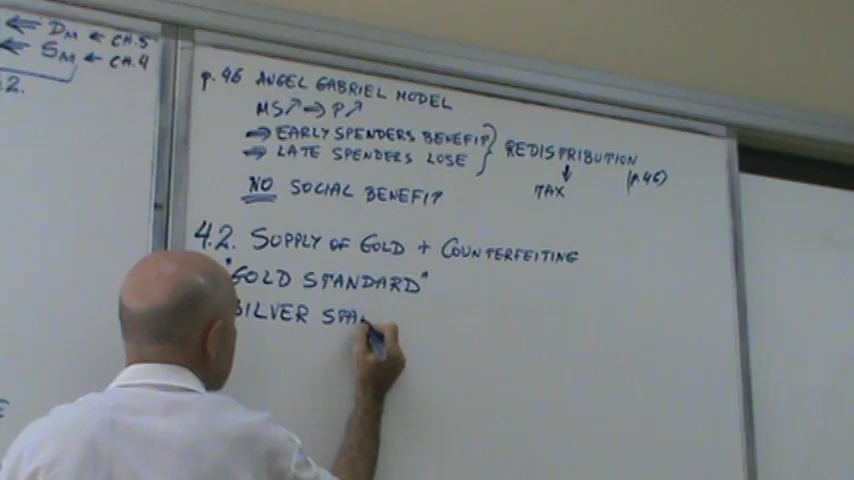 Dм ← CH.5
Sм ← CH.4
2.
p. 46 ANGEL GABRIEL MODEL
MS↗ ⇒ P↗
⇒ EARLY SPENDERS BENEFIT
⇒ LATE SPENDERS LOSE
REDISTRIBUTION
(p.46)
TAX
NO SOCIAL BENEFIT
4.2. SUPPLY OF GOLD + COUNTERFEITING
"GOLD STANDARD"
SILVER STA